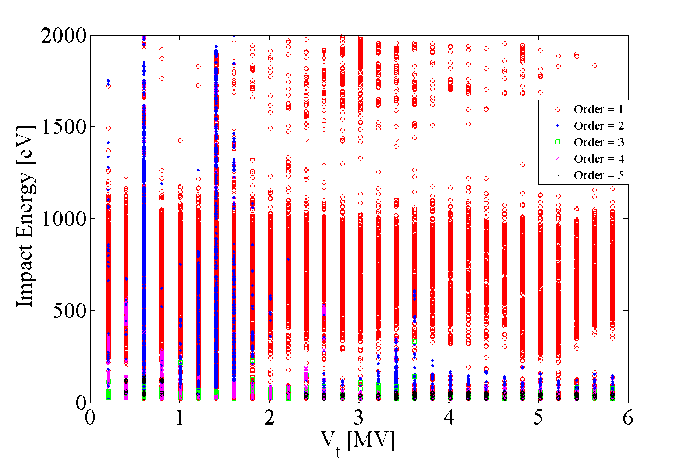 2000
1500
1000
500
0
Impact Energy [eV]
0 1 2 3 4 5 6
V_t [MV]
Order = 1
Order = 2
Order = 3
Order = 4
Order = 5